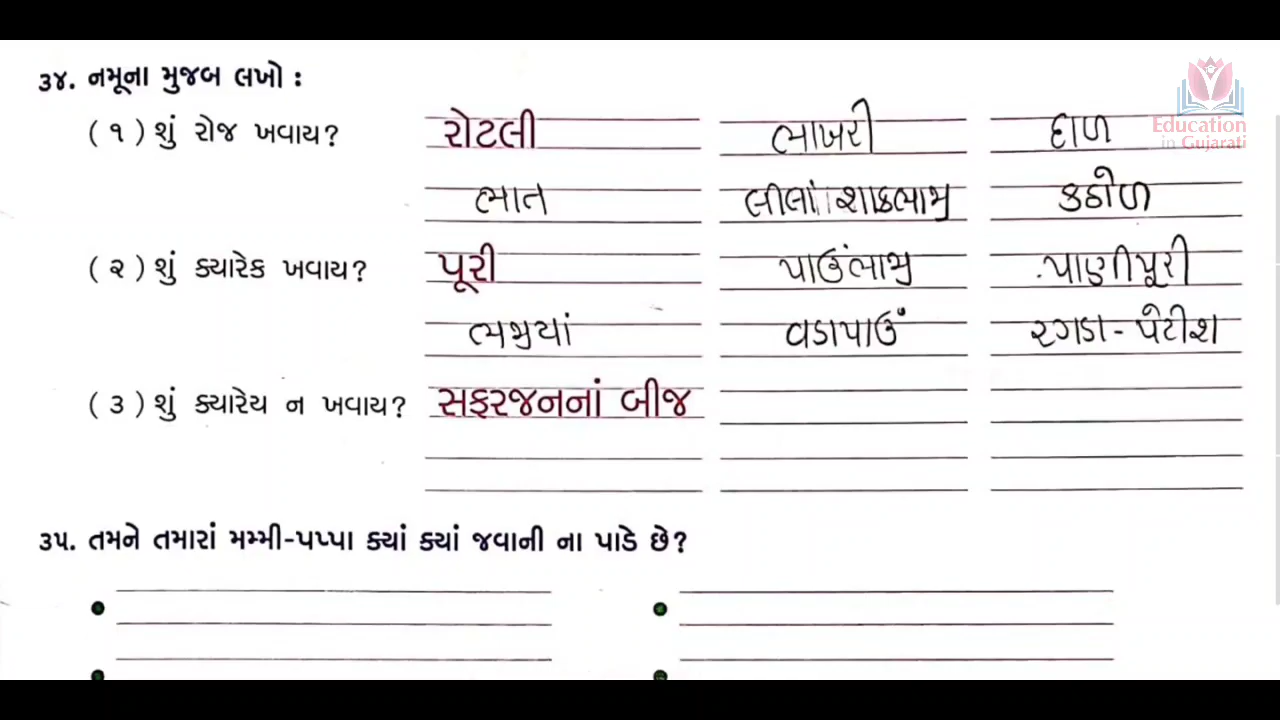 ૩૪. નમૂના મુજબ લખો :
Education in Gujarati
(૧) શું રોજ ખવાય? રોટલી ભાખરી દાળ
ભાત લીલાં શાકભાજી કઠોળ
(૨) શું ક્યારેક ખવાય? પૂરી પાઉંભાજી પાણીપૂરી
ભજીયાં વડાપાઉં રગડા - પેટીશ
(૩) શું ક્યારેય ન ખવાય? સફરજનનાં બીજ
૩૫. તમને તમારાં મમ્મી-પપ્પા ક્યાં ક્યાં જવાની ના પાડે છે?